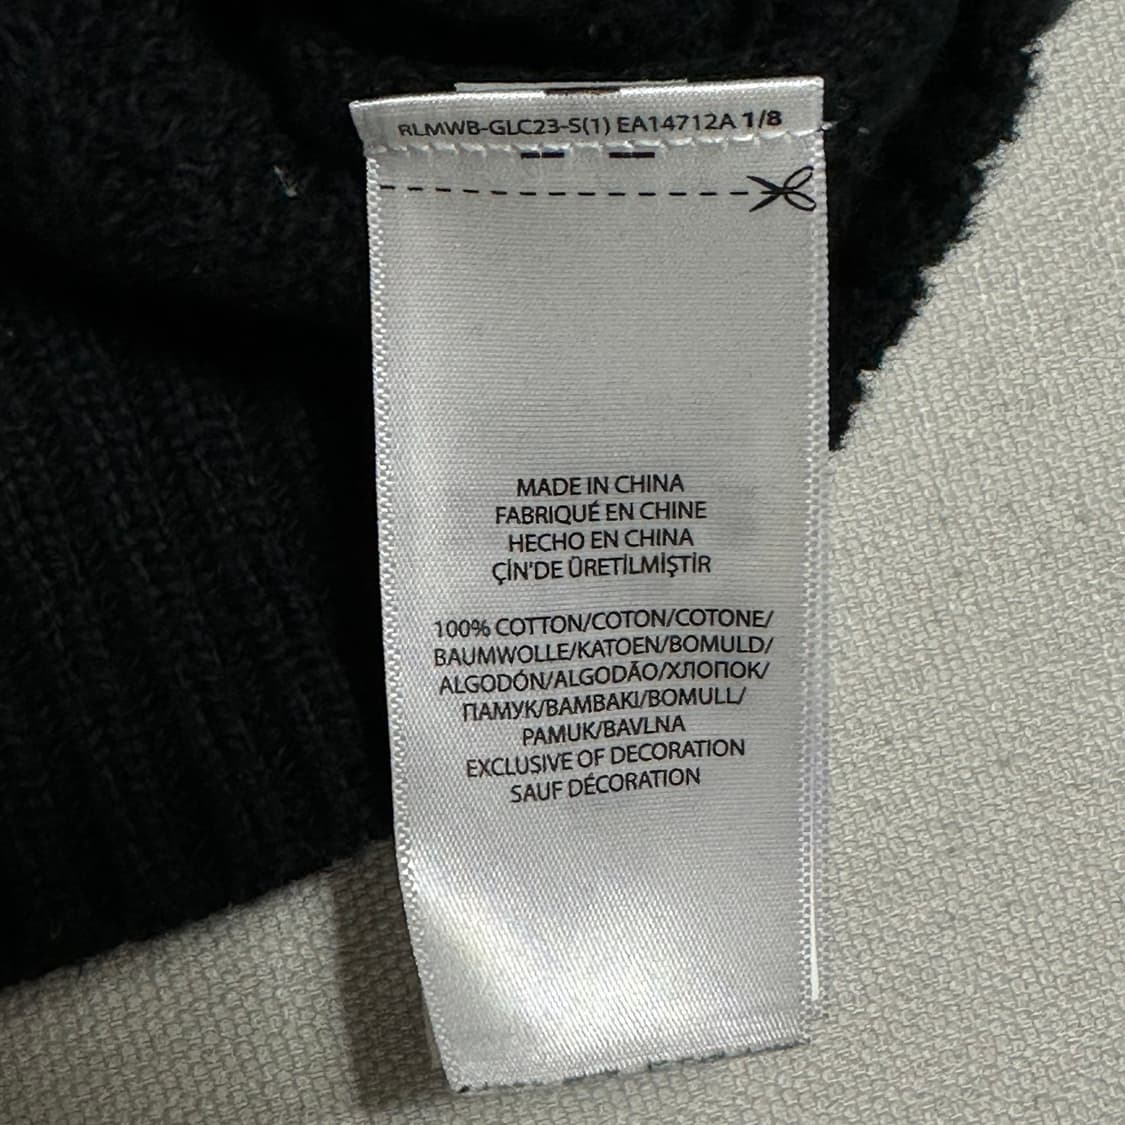 RLMWB-GLC23-S(1) EA14712A 1/8
MADE IN CHINA
FABRIQUÉ EN CHINE
HECHO EN CHINA
ÇİN'DE ÜRETİLMİŞTİR
100% COTTON/COTON/COTONE/
BAUMWOLLE/KATOEN/BOMULD/
ALGODÓN/ALGODÃO/ХЛОПОК/
ПАМУК/BAMBAKI/BOMULL/
PAMUK/BAVLNA
EXCLUSIVE OF DECORATION
SAUF DÉCORATION